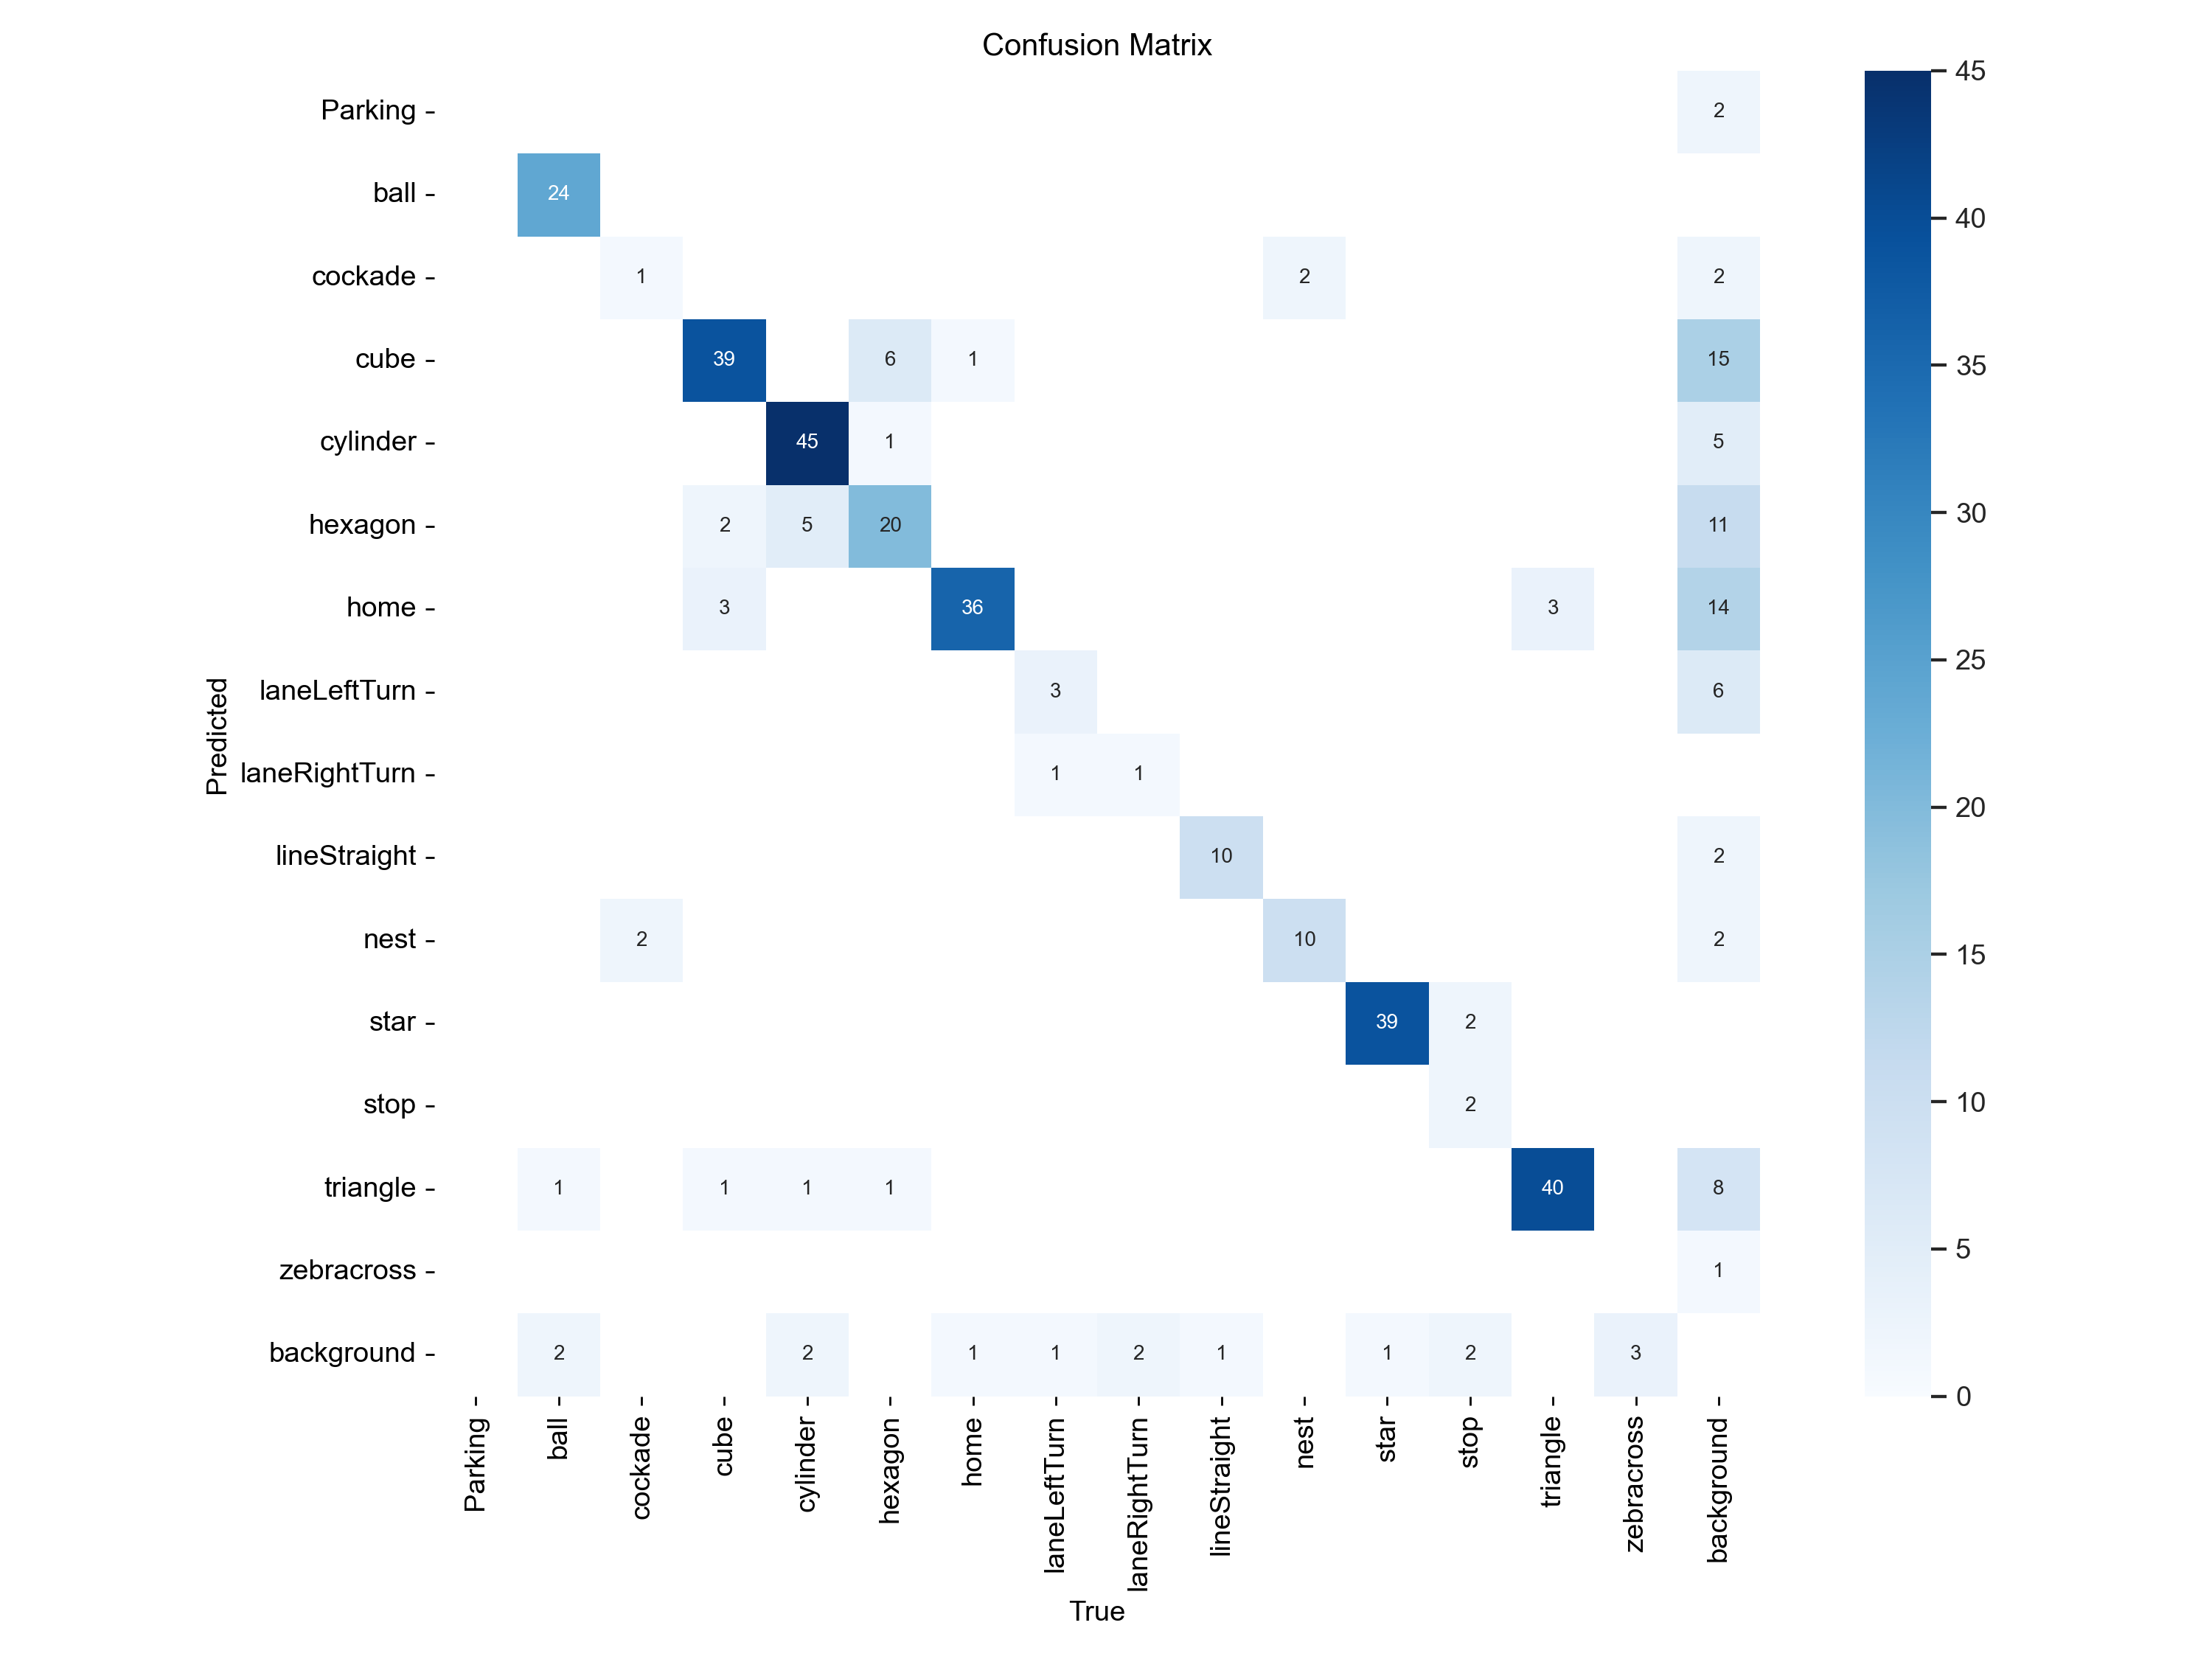 Confusion Matrix
Parking 2 45
ball 24
40
cockade 1 2 2
cube 39 6 1 15
35
cylinder 45 1 5
hexagon 2 5 20 11
30
home 3 36 3 14
25
laneLeftTurn 3 6
Predicted
laneRightTurn 1 1
20
lineStraight 10 2
nest 2 10 2
15
star 39 2
stop 2
10
triangle 1 1 1 1 40 8
5
zebracross 1
background 2 2 1 1 2 1 1 2 3
0
Parking
ball
cockade
cube
cylinder
hexagon
home
laneLeftTurn
laneRightTurn
lineStraight
nest
star
stop
triangle
zebracross
background
True